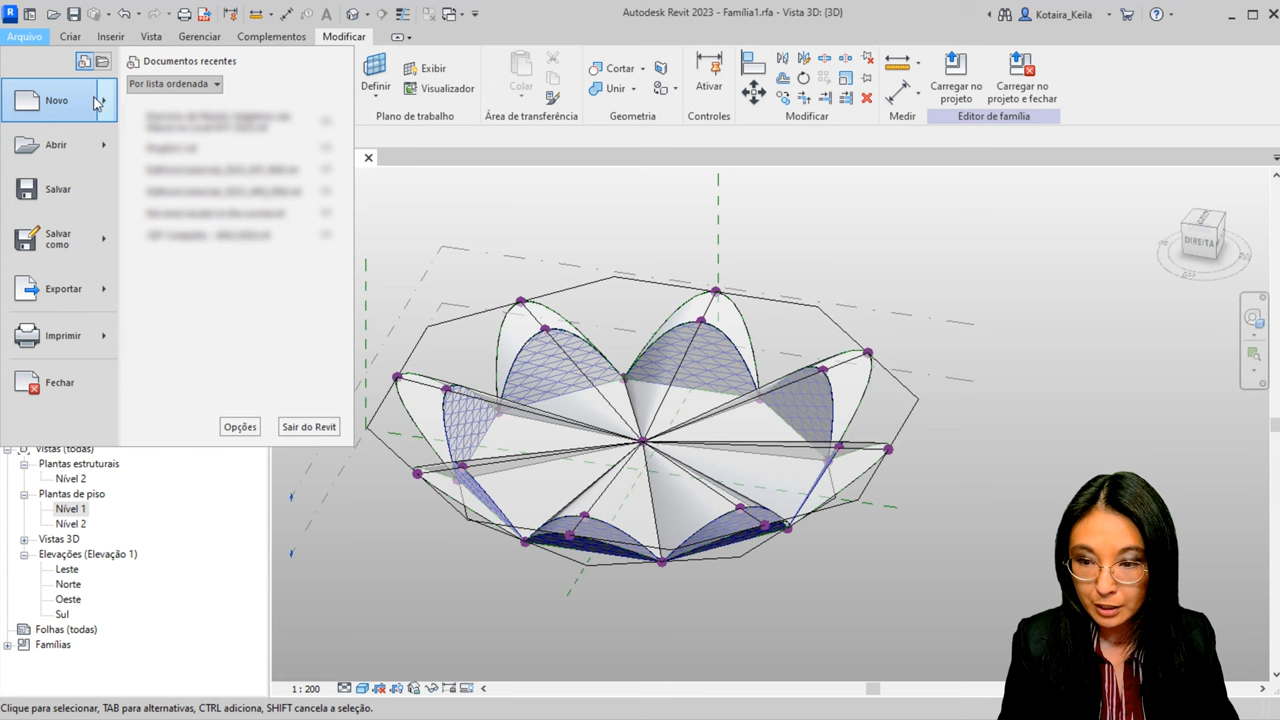 Autodesk Revit 2023 - Família1.rfa - Vista 3D: {3D}
Kotaira_Keila
Arquivo
Criar
Inserir
Vista
Gerenciar
Complementos
Modificar
Documentos recentes
Por lista ordenada
Novo
Abrir
Salvar
Salvar
como
Exportar
Imprimir
Fechar
Opções
Sair do Revit
Definir
Exibir
Visualizador
Plano de trabalho
Colar
Área de transferência
Cortar
Unir
Geometria
Ativar
Controles
Modificar
Medir
Carregar no
projeto
Carregar no
projeto e fechar
Editor de família
DIREITA
Vistas (todas)
Plantas estruturais
Nível 2
Plantas de piso
Nível 1
Nível 2
Vistas 3D
Elevações (Elevação 1)
Leste
Norte
Oeste
Sul
Folhas (todas)
Famílias
1 : 200
Clique para selecionar, TAB para alternativas, CTRL adiciona, SHIFT cancela a seleção.